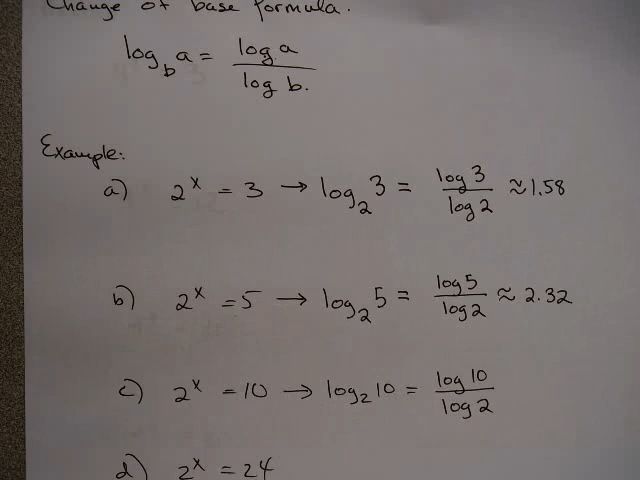 Change of base formula.
log_b a = log a / log b.
Example:
a) 2^x = 3 → log_2 3 = log 3 / log 2 ≈ 1.58
b) 2^x = 5 → log_2 5 = log 5 / log 2 ≈ 2.32
c) 2^x = 10 → log_2 10 = log 10 / log 2
d) 2^x = 24